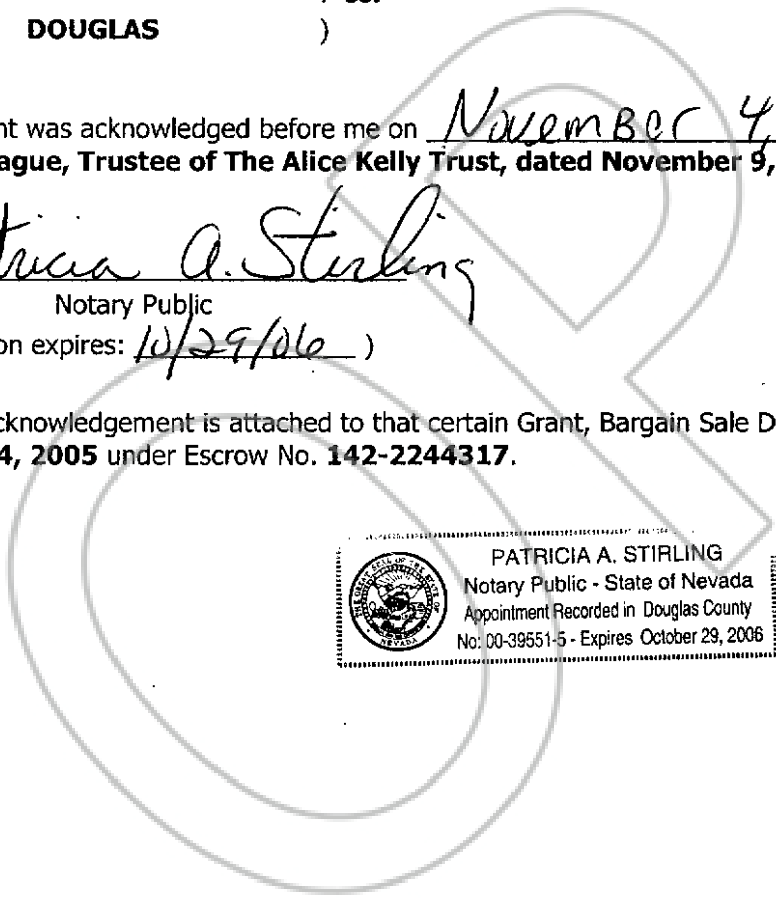 DOUGLAS )
nt was acknowledged before me on November 4,
ague, Trustee of The Alice Kelly Trust, dated November 9,
tricia A. Stirling
Notary Public
on expires: 10/29/06 )
cknowledgement is attached to that certain Grant, Bargain Sale D
4, 2005 under Escrow No. 142-2244317.
PATRICIA A. STIRLING
Notary Public - State of Nevada
Appointment Recorded in Douglas County
No: 00-39551-5 - Expires October 29, 2006